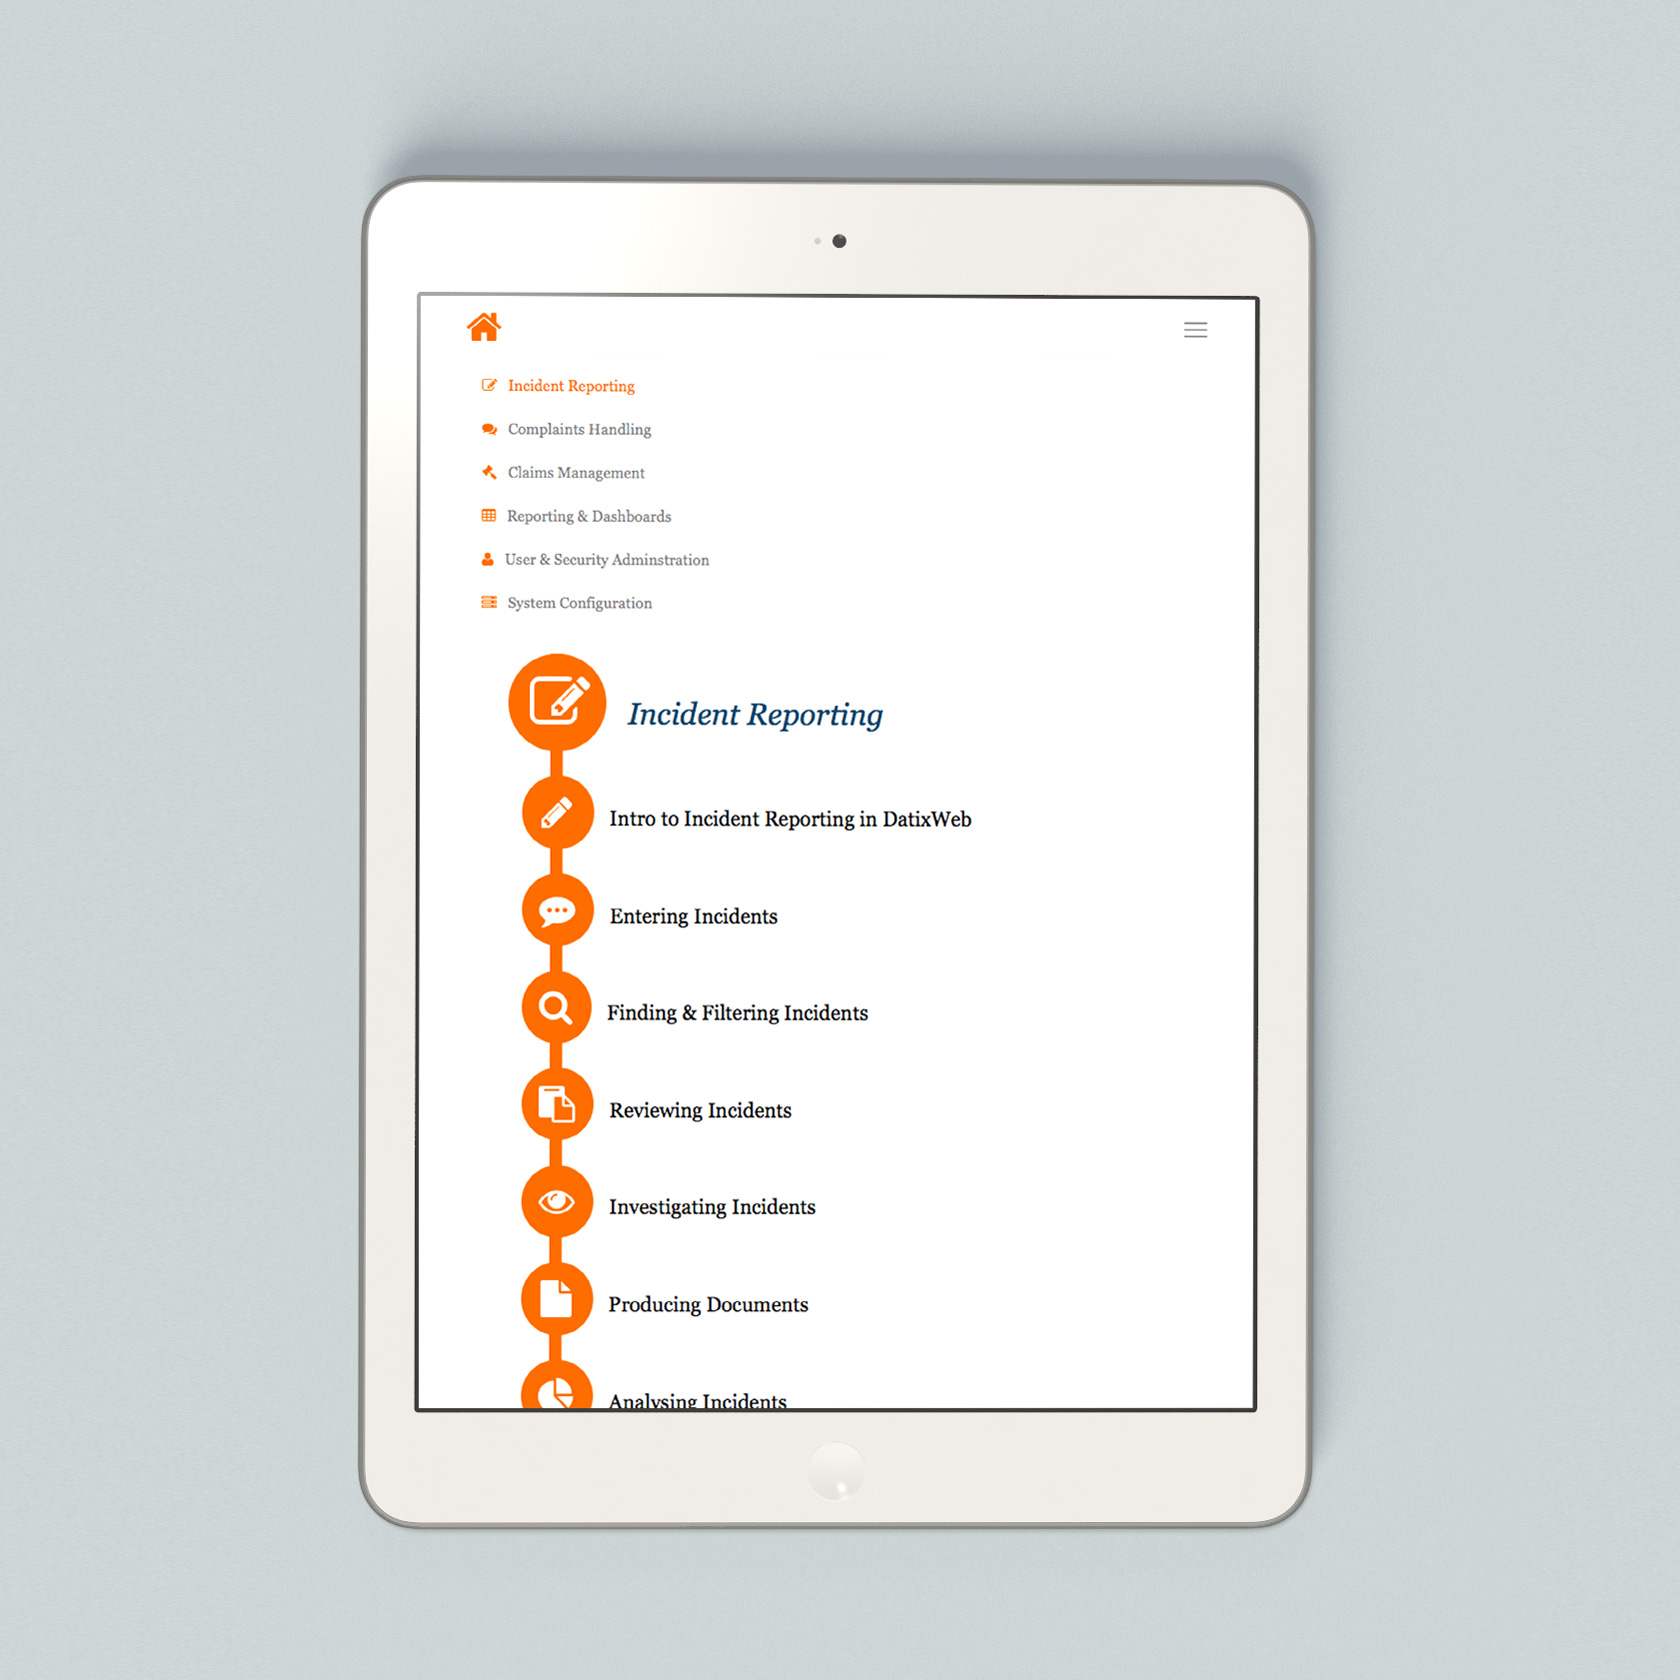 Incident Reporting
Complaints Handling
Claims Management
Reporting & Dashboards
User & Security Adminstration
System Configuration
Incident Reporting
Intro to Incident Reporting in DatixWeb
Entering Incidents
Finding & Filtering Incidents
Reviewing Incidents
Investigating Incidents
Producing Documents
Analysing Incidents